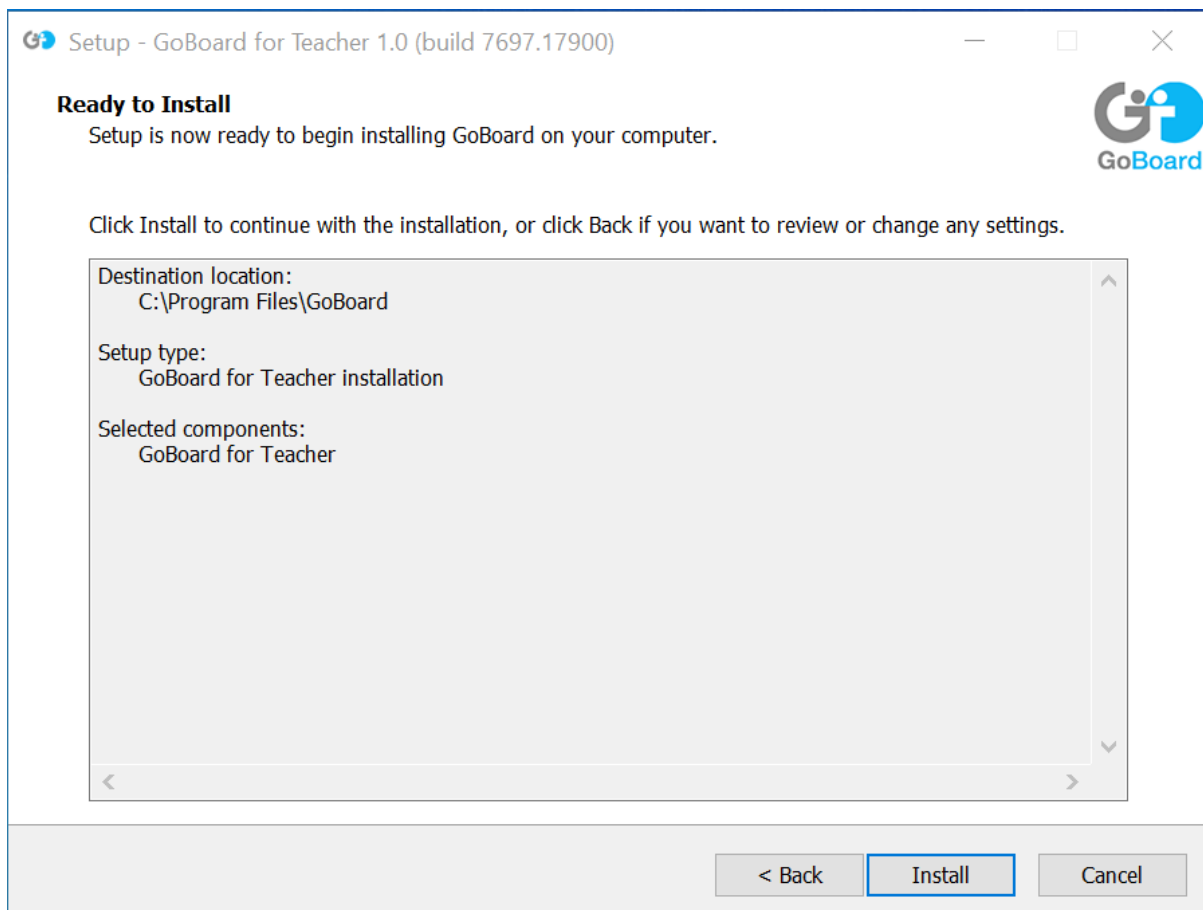 Setup - GoBoard for Teacher 1.0 (build 7697.17900)
Ready to Install
Setup is now ready to begin installing GoBoard on your computer.
GoBoard
Click Install to continue with the installation, or click Back if you want to review or change any settings.
Destination location:
C:\Program Files\GoBoard
Setup type:
GoBoard for Teacher installation
Selected components:
GoBoard for Teacher
< Back
Install
Cancel